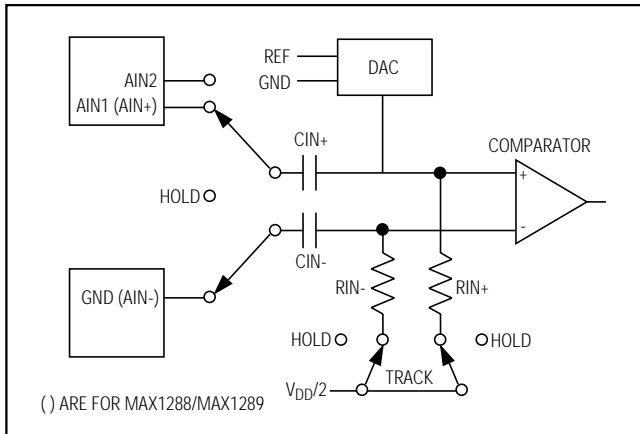 REF
GND
DAC
AIN2
AIN1 (AIN+)
CIN+
COMPARATOR
+
-
HOLD
CIN-
GND (AIN-)
RIN-
RIN+
HOLD
HOLD
TRACK
VDD/2
( ) ARE FOR MAX1288/MAX1289